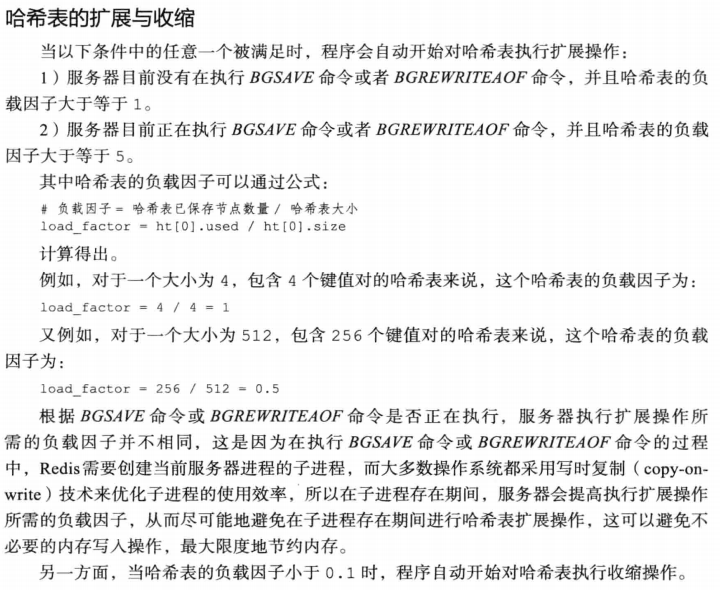 哈希表的扩展与收缩
当以下条件中的任意一个被满足时，程序会自动开始对哈希表执行扩展操作：
1）服务器目前没有在执行 BGSAVE 命令或者 BGREWRITEAOF 命令，并且哈希表的负
载因子大于等于 1。
2）服务器目前正在执行 BGSAVE 命令或者 BGREWRITEAOF 命令，并且哈希表的负载
因子大于等于 5。
其中哈希表的负载因子可以通过公式：
# 负载因子 = 哈希表已保存节点数量 / 哈希表大小
load_factor = ht[0].used / ht[0].size
计算得出。
例如，对于一个大小为 4，包含 4 个键值对的哈希表来说，这个哈希表的负载因子为：
load_factor = 4 / 4 = 1
又例如，对于一个大小为 512，包含 256 个键值对的哈希表来说，这个哈希表的负载
因子为：
load_factor = 256 / 512 = 0.5
根据 BGSAVE 命令或 BGREWRITEAOF 命令是否正在执行，服务器执行扩展操作所
需的负载因子并不相同，这是因为在执行 BGSAVE 命令或 BGREWRITEAOF 命令的过程
中，Redis 需要创建当前服务器进程的子进程，而大多数操作系统都采用写时复制（copy-on-
write）技术来优化子进程的使用效率，所以在子进程存在期间，服务器会提高执行扩展操作
所需的负载因子，从而尽可能地避免在子进程存在期间进行哈希表扩展操作，这可以避免不
必要的内存写入操作，最大限度地节约内存。
另一方面，当哈希表的负载因子小于 0.1 时，程序自动开始对哈希表执行收缩操作。